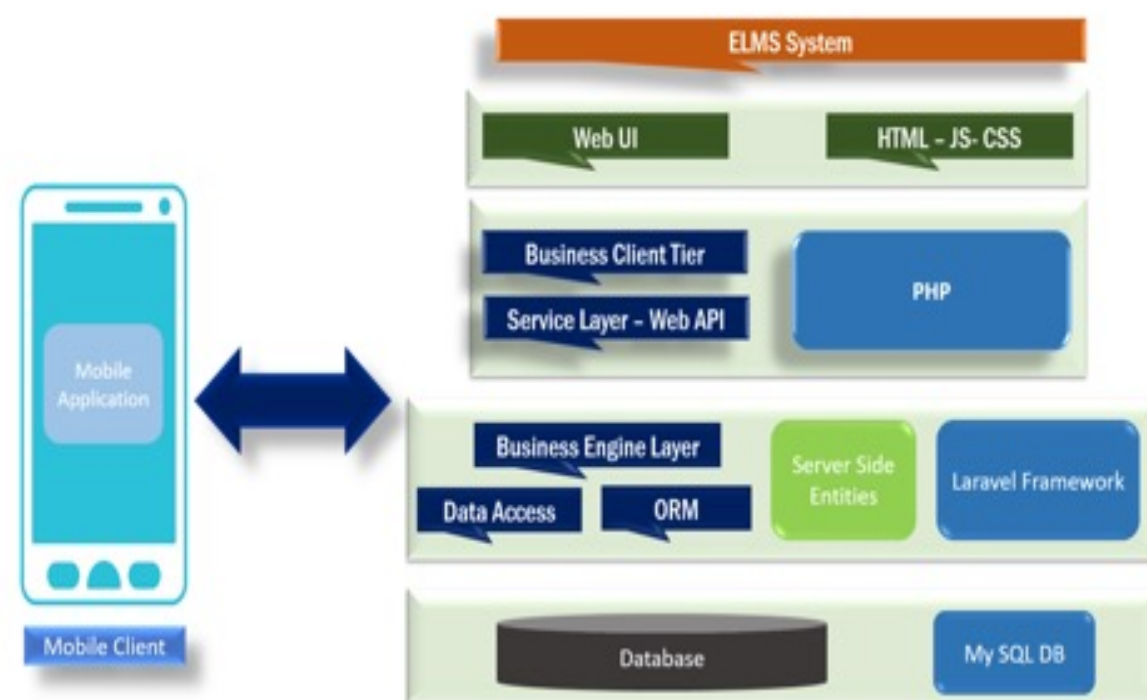 ELMS System
Web UI
HTML – JS- CSS
Business Client Tier
Service Layer – Web API
PHP
Mobile
Application
Business Engine Layer
Data Access
ORM
Server Side
Entities
Laravel Framework
Mobile Client
Database
My SQL DB